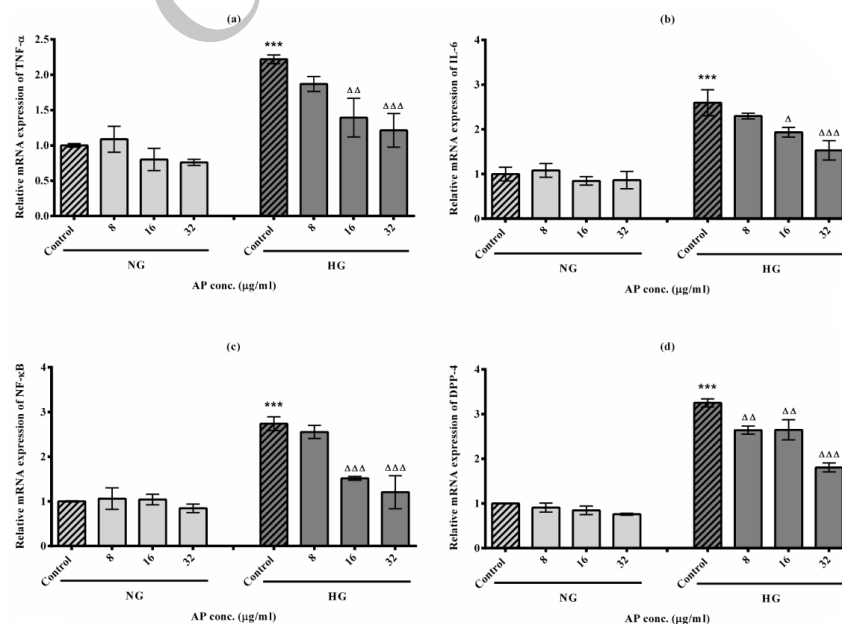 (a)
Relative mRNA expression of TNF-α
2.5
2.0
1.5
1.0
0.5
0.0
***
ΔΔ
ΔΔΔ
Control
8
16
32
Control
8
16
32
NG
HG
AP conc. (µg/ml)
(b)
Relative mRNA expression of IL-6
4
3
2
1
0
***
Δ
ΔΔΔ
Control
8
16
32
Control
8
16
32
NG
HG
AP conc. (µg/ml)
(c)
Relative mRNA expression of NF-κB
4
3
2
1
0
***
ΔΔΔ
ΔΔΔ
Control
8
16
32
Control
8
16
32
NG
HG
AP conc. (µg/ml)
(d)
Relative mRNA expression of DPP-4
4
3
2
1
0
***
ΔΔ
ΔΔ
ΔΔΔ
Control
8
16
32
Control
8
16
32
NG
HG
AP conc. (µg/ml)